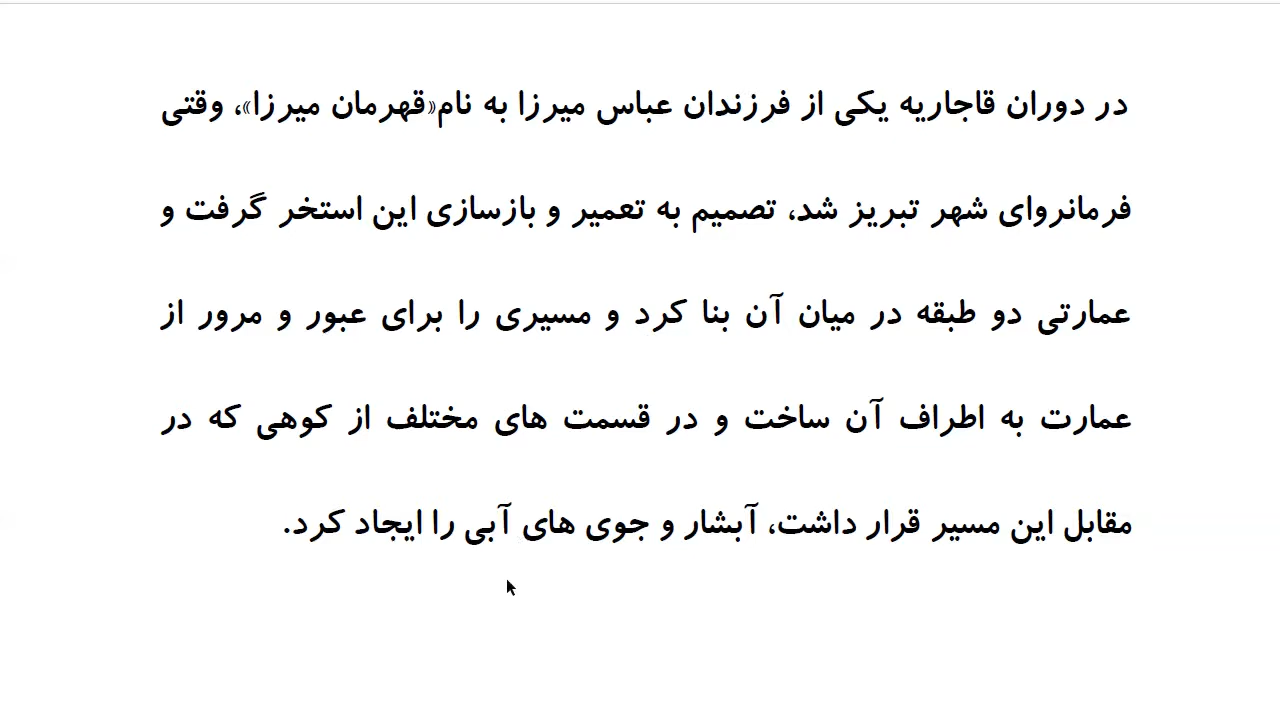 در دوران قاجاریه یکی از فرزندان عباس میرزا به نام«قهرمان میرزا»، وقتی
فرمانروای شهر تبریز شد، تصمیم به تعمیر و بازسازی این استخر گرفت و
عمارتی دو طبقه در میان آن بنا کرد و مسیری را برای عبور و مرور از
عمارت به اطراف آن ساخت و در قسمت های مختلف از کوهی که در
مقابل این مسیر قرار داشت، آبشار و جوی های آبی را ایجاد کرد.